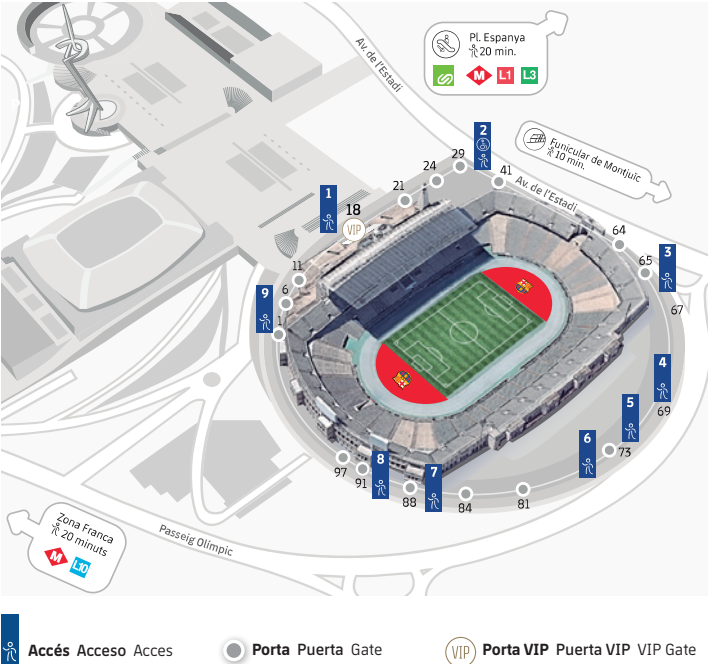 Pl. Espanya
20 min.
M L1 L3
Av. de l'Estadi
Funicular de Montjuïc
10 min.
2
29
24
41
Av. de l'Estadi
21
1
18
VIP
64
3
65
11
6
9
1
67
4
69
5
6
73
97
91
8
7
88
84
81
Zona Franca
20 minuts
M L10
Passeig Olímpic
Accés Acceso Acces
Porta Puerta Gate
VIP Porta VIP Puerta VIP VIP Gate